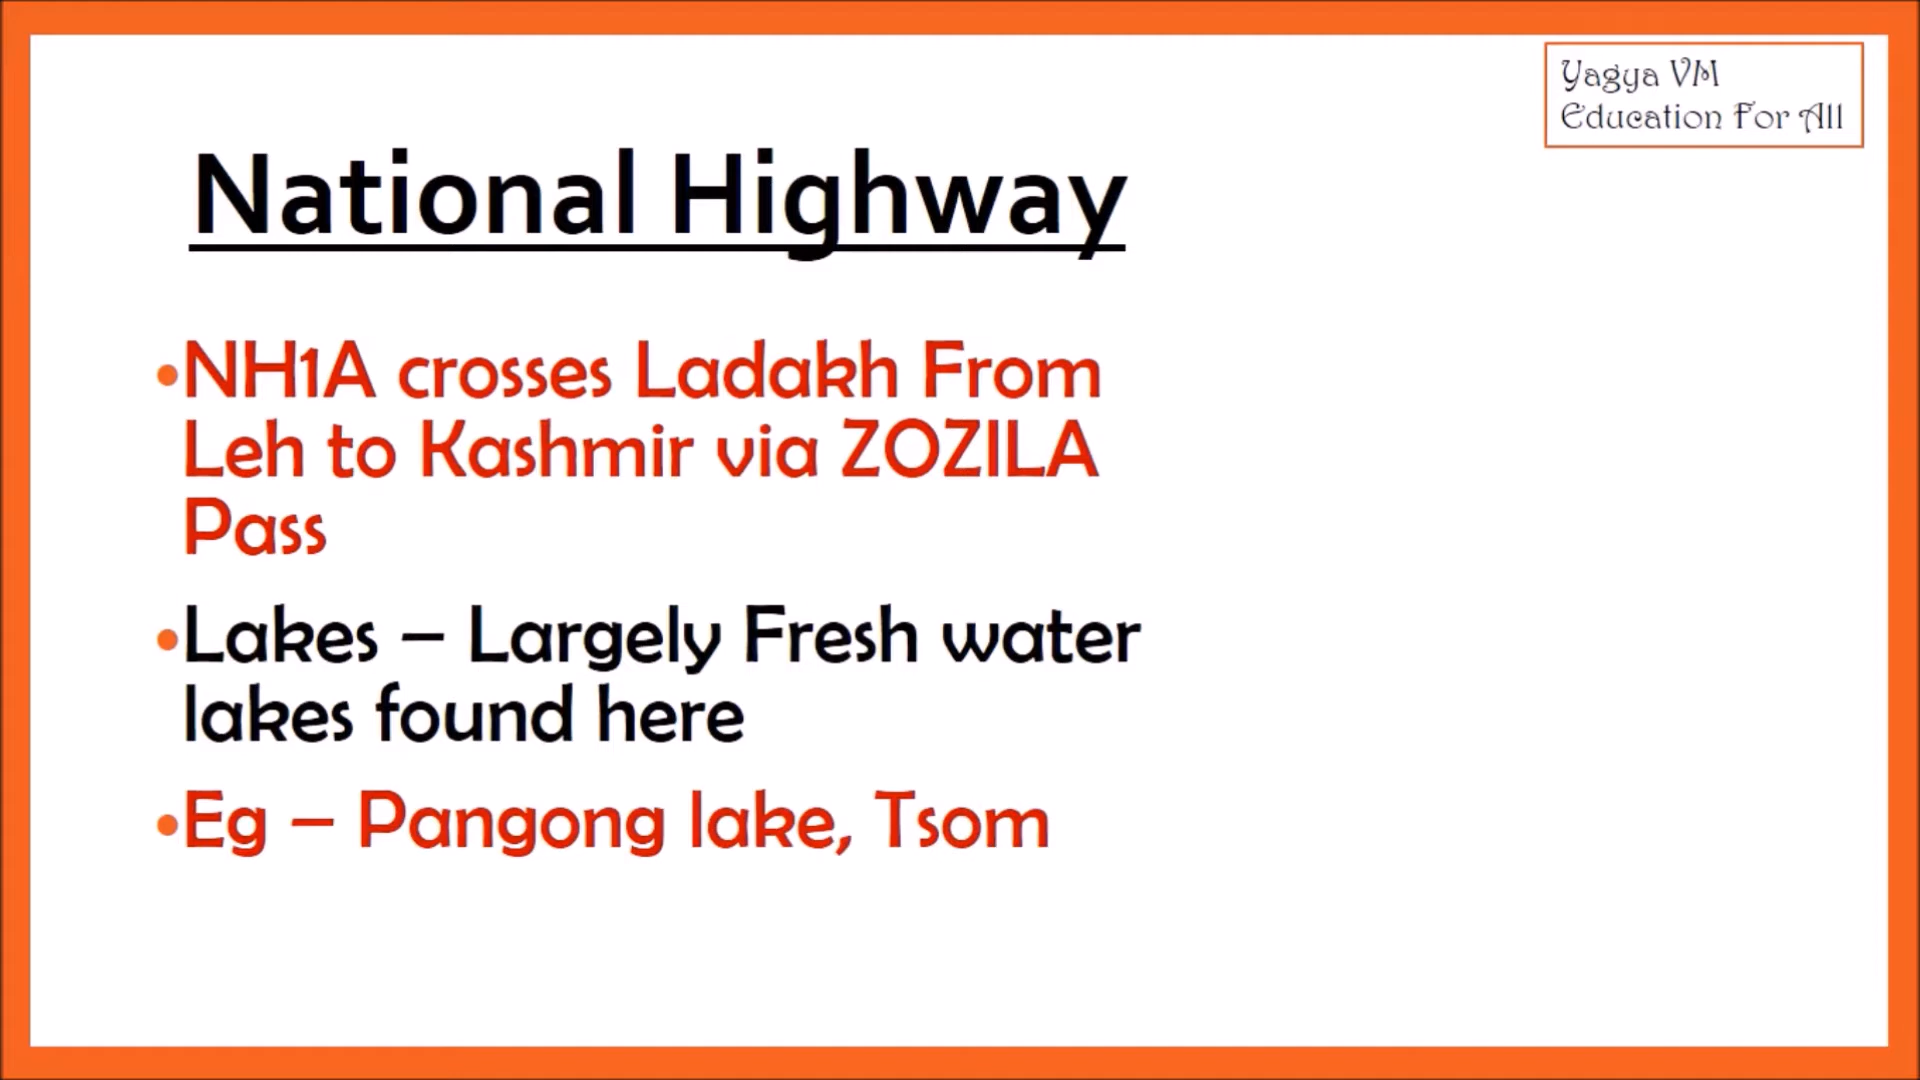 Yagya VM
Education For All
National Highway
•NH1A crosses Ladakh From
Leh to Kashmir via ZOZILA
Pass
•Lakes – Largely Fresh water
lakes found here
•Eg – Pangong lake, Tsom